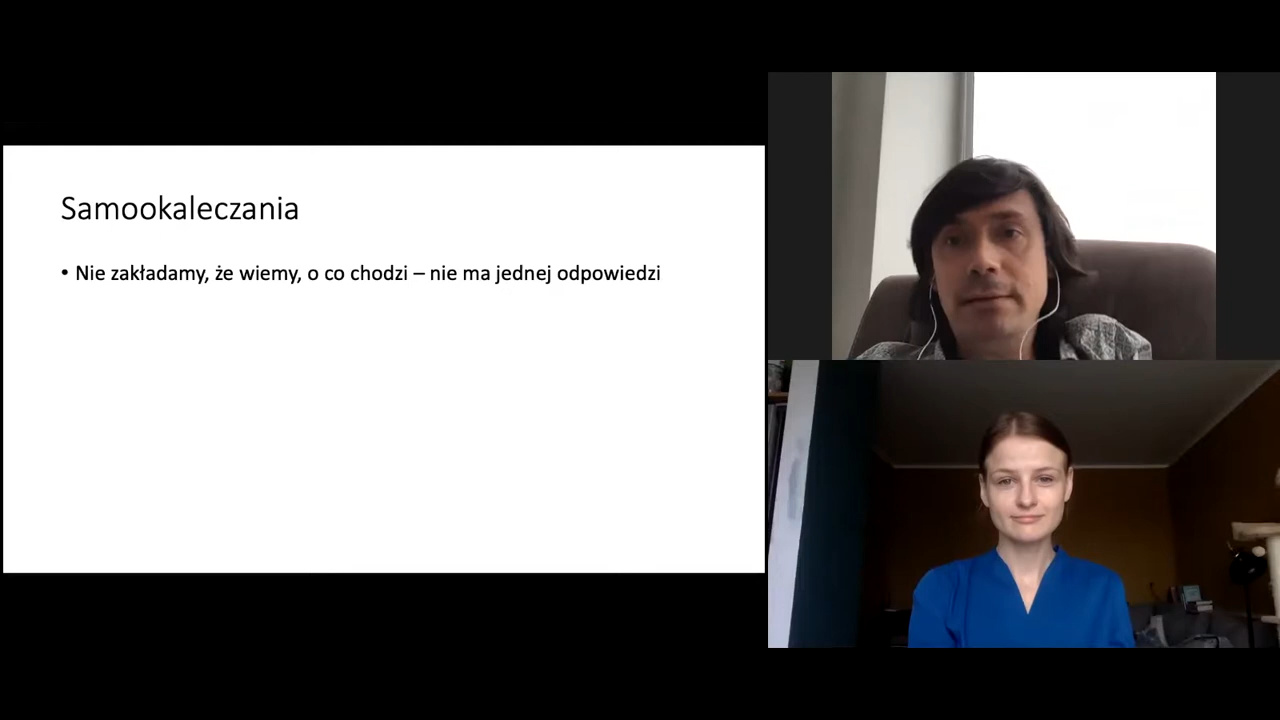 Samookaleczania
• Nie zakładamy, że wiemy, o co chodzi – nie ma jednej odpowiedzi